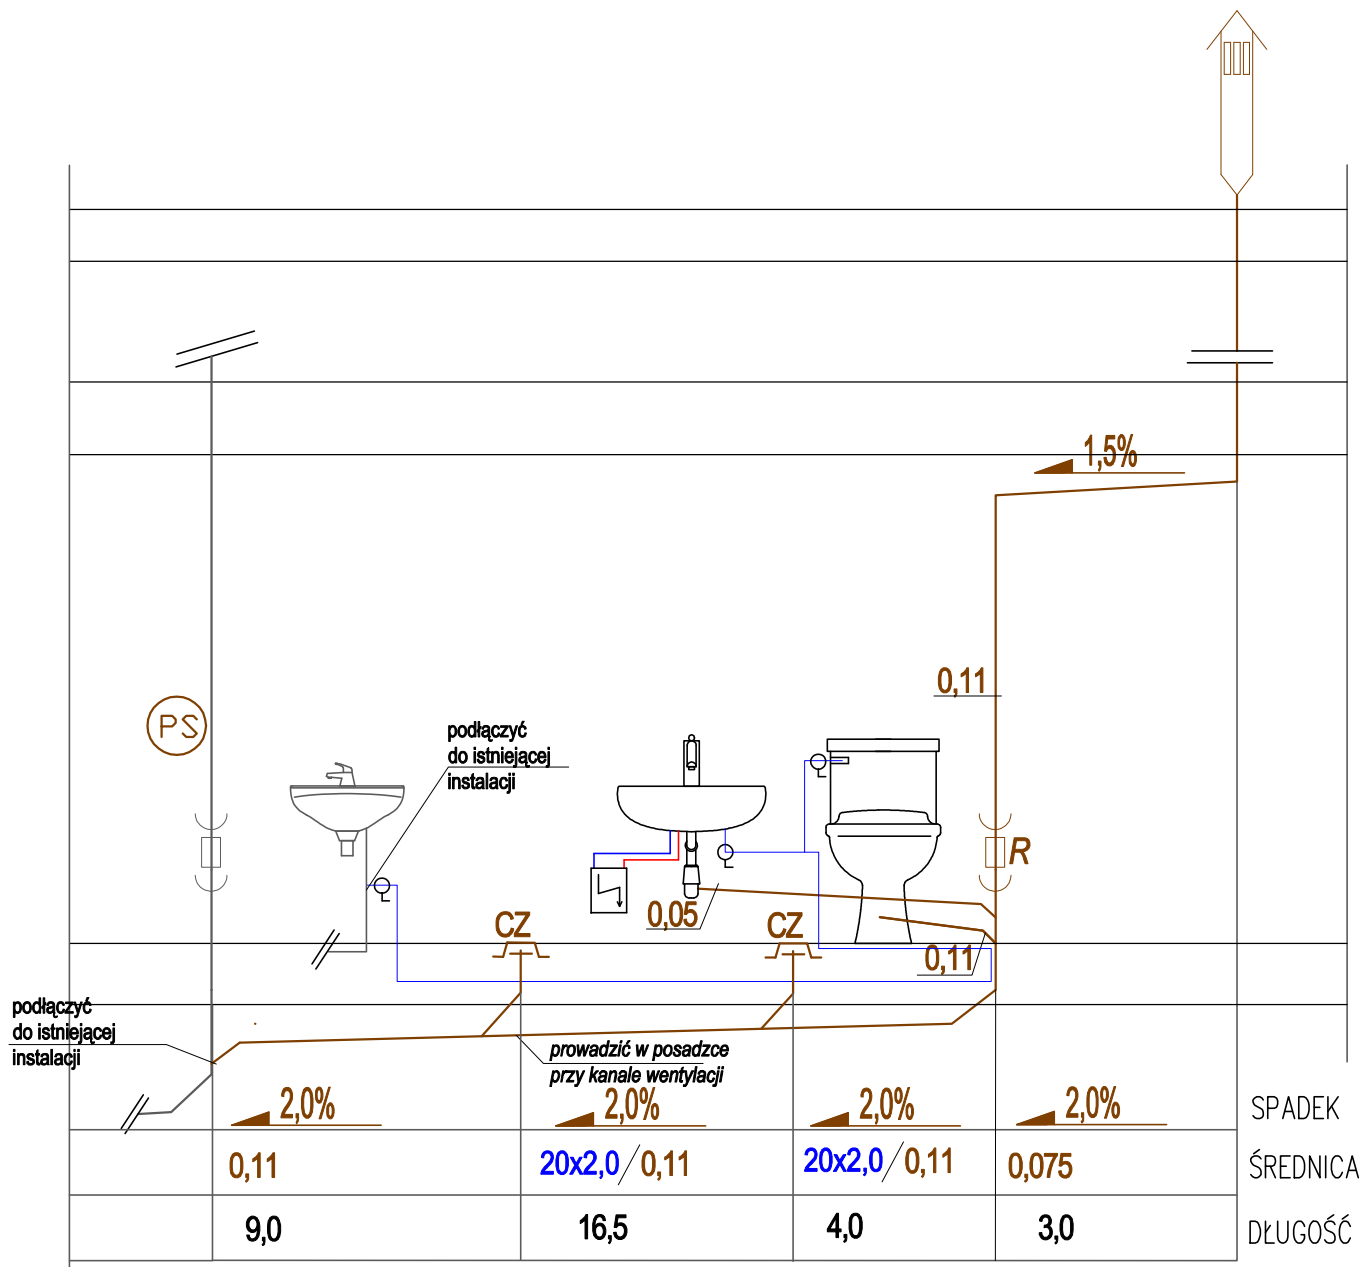 1,5%
0,11
PS
podłączyć
do istniejącej
instalacji
R
0,05
CZ
CZ
0,11
podłączyć
do istniejącej
instalacji
prowadzić w posadzce
przy kanale wentylacji
2,0% 2,0% 2,0% 2,0% SPADEK
0,11 20x2,0/0,11 20x2,0/0,11 0,075 ŚREDNICA
9,0 16,5 4,0 3,0 DŁUGOŚĆ